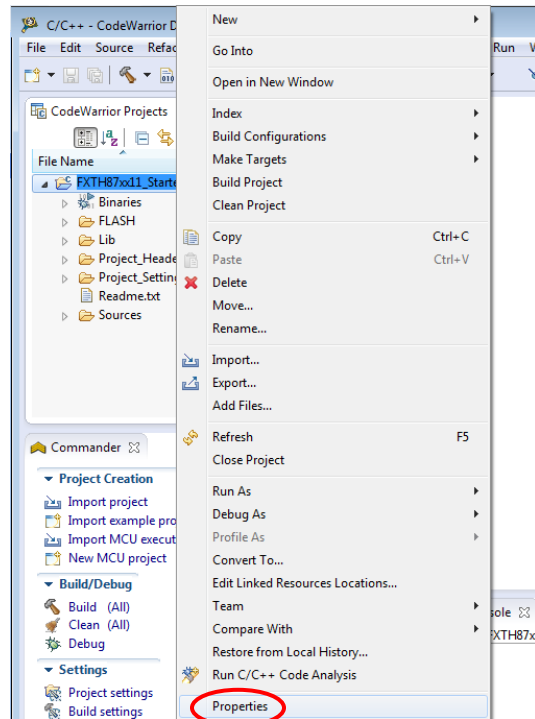 C/C++ - CodeWarrior D
File Edit Source Refac
Run
CodeWarrior Projects
File Name
FXTH87xx11_Starte
Binaries
FLASH
Lib
Project_Heade
Project_Setting
Readme.txt
Sources
Commander
Project Creation
Import project
Import example pro
Import MCU execut
New MCU project
Build/Debug
Build (All)
Clean (All)
Debug
Settings
Project settings
Build settings
New
Go Into
Open in New Window
Index
Build Configurations
Make Targets
Build Project
Clean Project
Copy Ctrl+C
Paste Ctrl+V
Delete
Move...
Rename...
Import...
Export...
Add Files...
Refresh F5
Close Project
Run As
Debug As
Profile As
Convert To...
Edit Linked Resources Locations...
Team
Compare With
Restore from Local History...
Run C/C++ Code Analysis
Properties
sole
FXTH87x